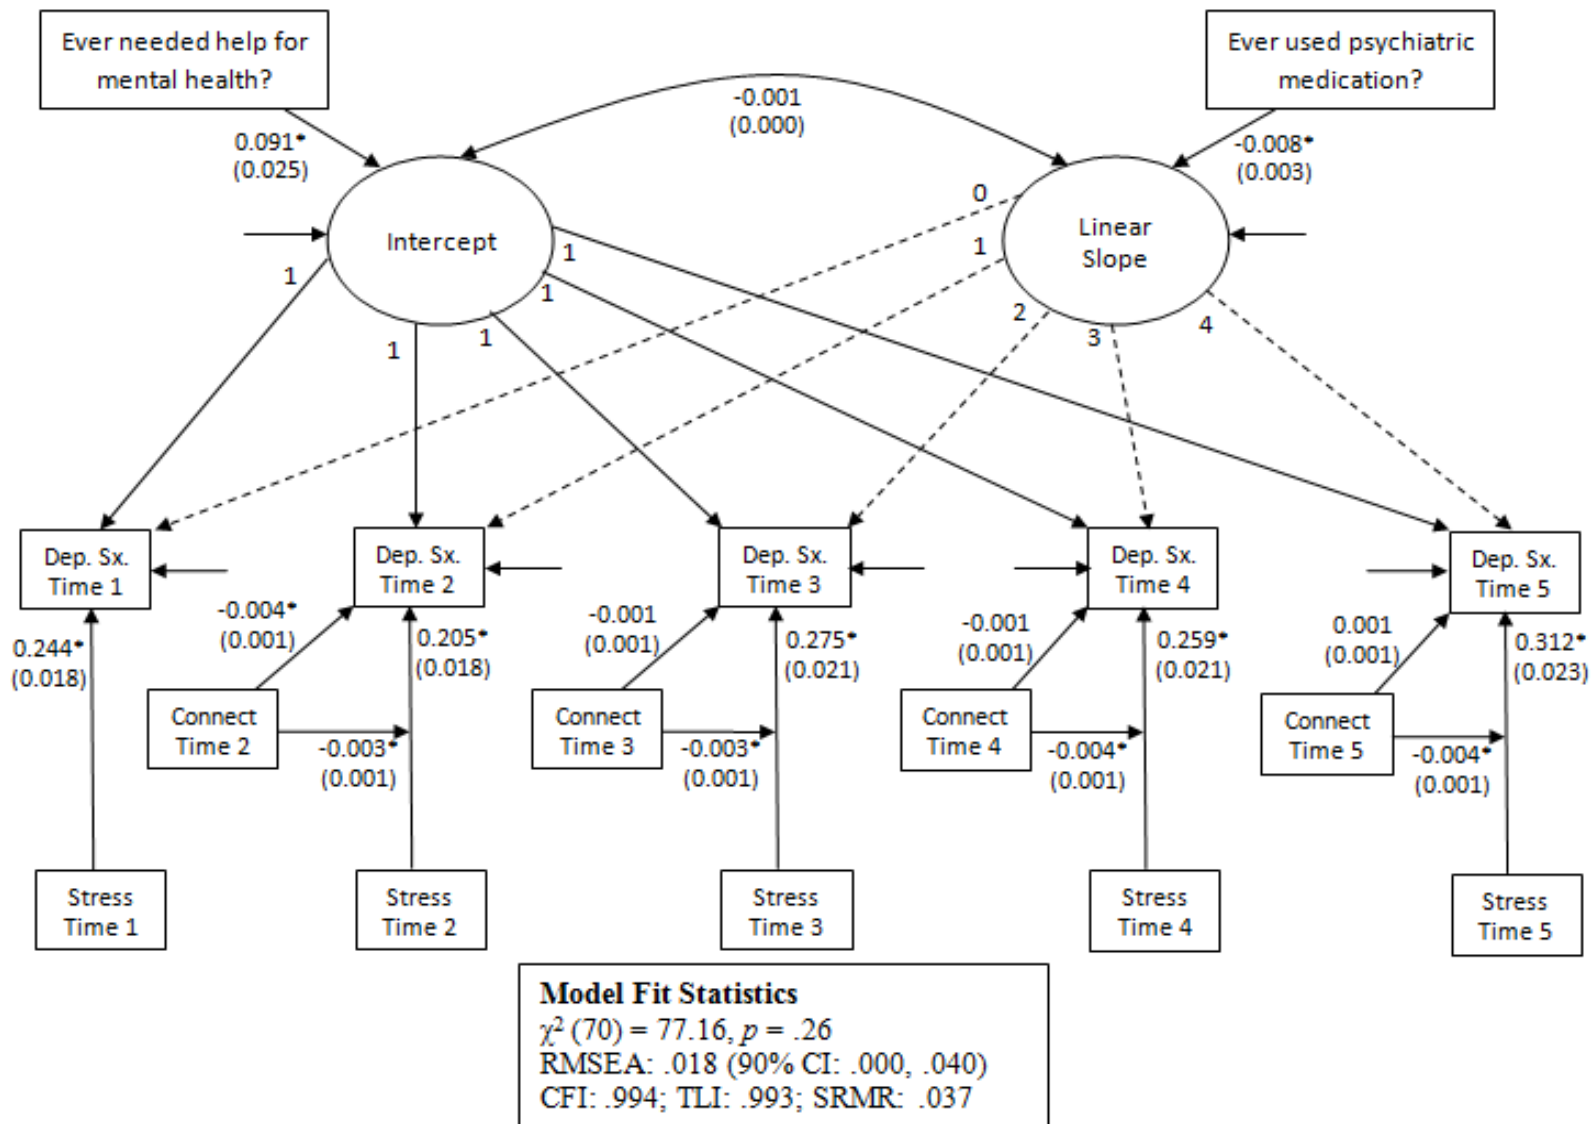 Ever needed help for
mental health?
Ever used psychiatric
medication?
-0.001
(0.000)
0.091*
(0.025)
-0.008*
(0.003)
Intercept
Linear
Slope
1
1
1
1
1
0
1
2
3
4
Dep. Sx.
Time 1
Dep. Sx.
Time 2
Dep. Sx.
Time 3
Dep. Sx.
Time 4
Dep. Sx.
Time 5
0.244*
(0.018)
-0.004*
(0.001)
0.205*
(0.018)
-0.001
(0.001)
0.275*
(0.021)
-0.001
(0.001)
0.259*
(0.021)
0.001
(0.001)
0.312*
(0.023)
Connect
Time 2
-0.003*
(0.001)
Connect
Time 3
-0.003*
(0.001)
Connect
Time 4
-0.004*
(0.001)
Connect
Time 5
-0.004*
(0.001)
Stress
Time 1
Stress
Time 2
Stress
Time 3
Stress
Time 4
Stress
Time 5
Model Fit Statistics
χ² (70) = 77.16, p = .26
RMSEA: .018 (90% CI: .000, .040)
CFI: .994; TLI: .993; SRMR: .037